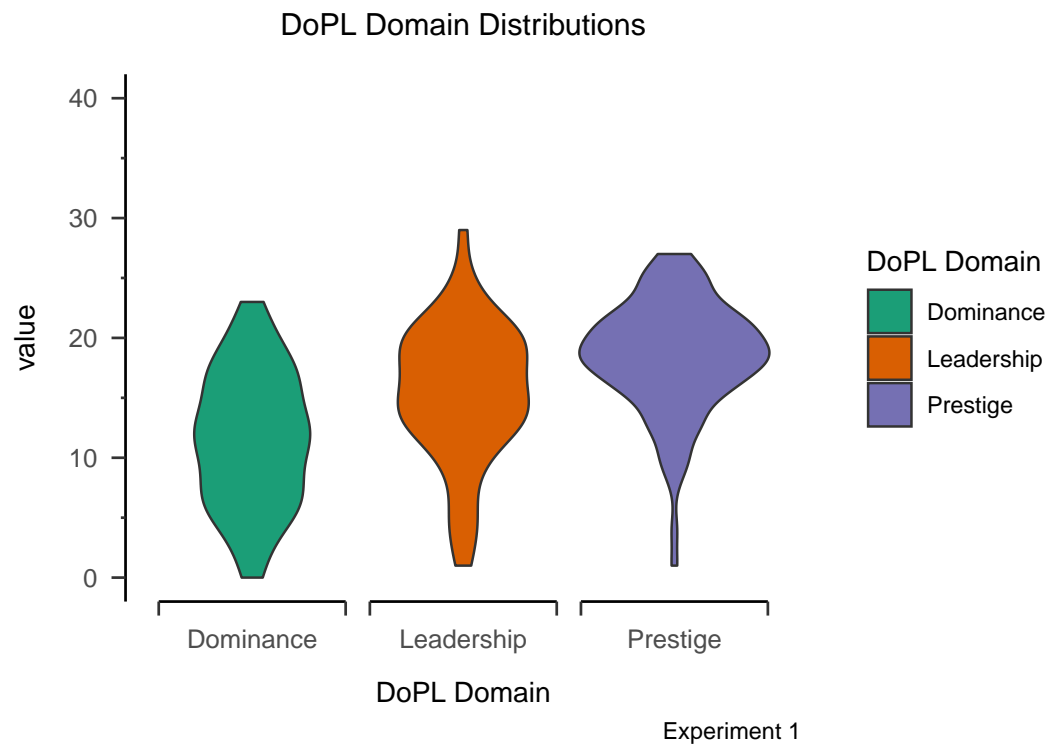 DoPL Domain Distributions
40
30
20
10
0
value
Dominance Leadership Prestige
DoPL Domain
Experiment 1
DoPL Domain
Dominance
Leadership
Prestige